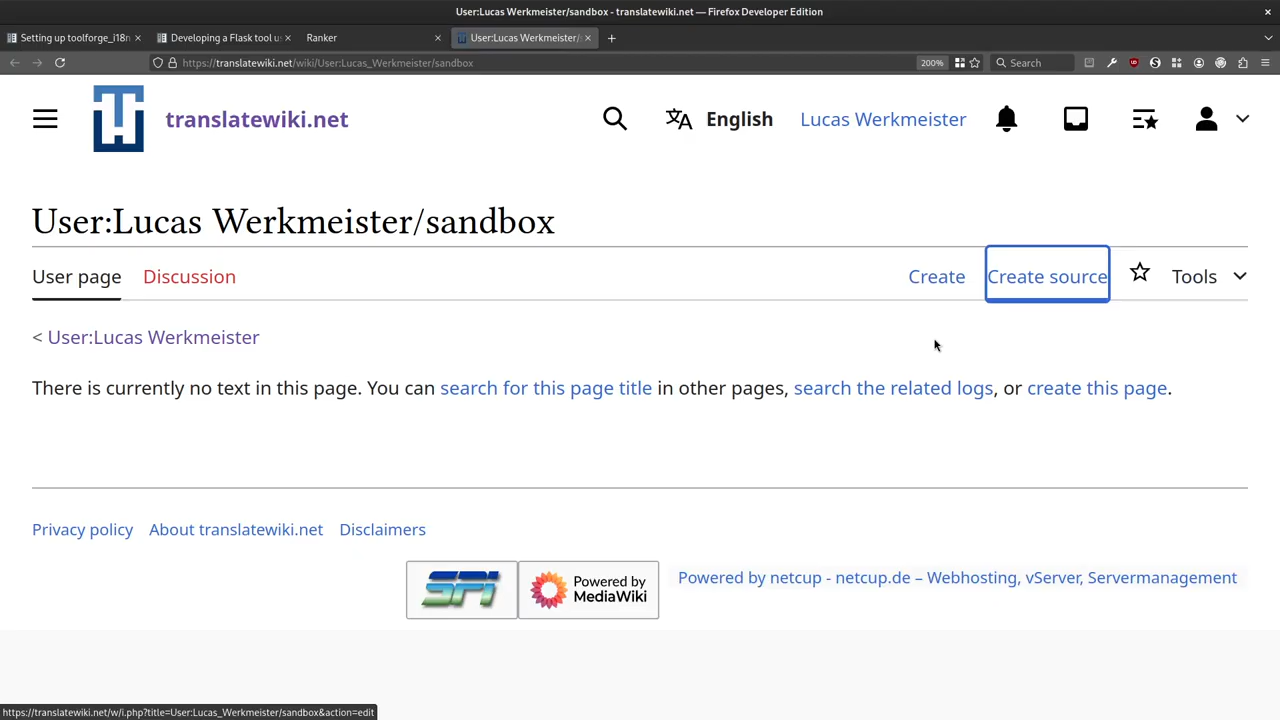 User:Lucas Werkmeister/sandbox - translatewiki.net — Firefox Developer Edition
Setting up toolforge_i18n
Developing a Flask tool u
Ranker
User:Lucas Werkmeister/
https://translatewiki.net/wiki/User:Lucas_Werkmeister/sandbox
200%
Search
translatewiki.net
English
Lucas Werkmeister
User:Lucas Werkmeister/sandbox
User page
Discussion
Create
Create source
Tools
< User:Lucas Werkmeister
There is currently no text in this page. You can search for this page title in other pages, search the related logs, or create this page.
Privacy policy
About translatewiki.net
Disclaimers
SPI
Powered by
MediaWiki
Powered by netcup - netcup.de – Webhosting, vServer, Servermanagement
https://translatewiki.net/w/i.php?title=User:Lucas_Werkmeister/sandbox&action=edit